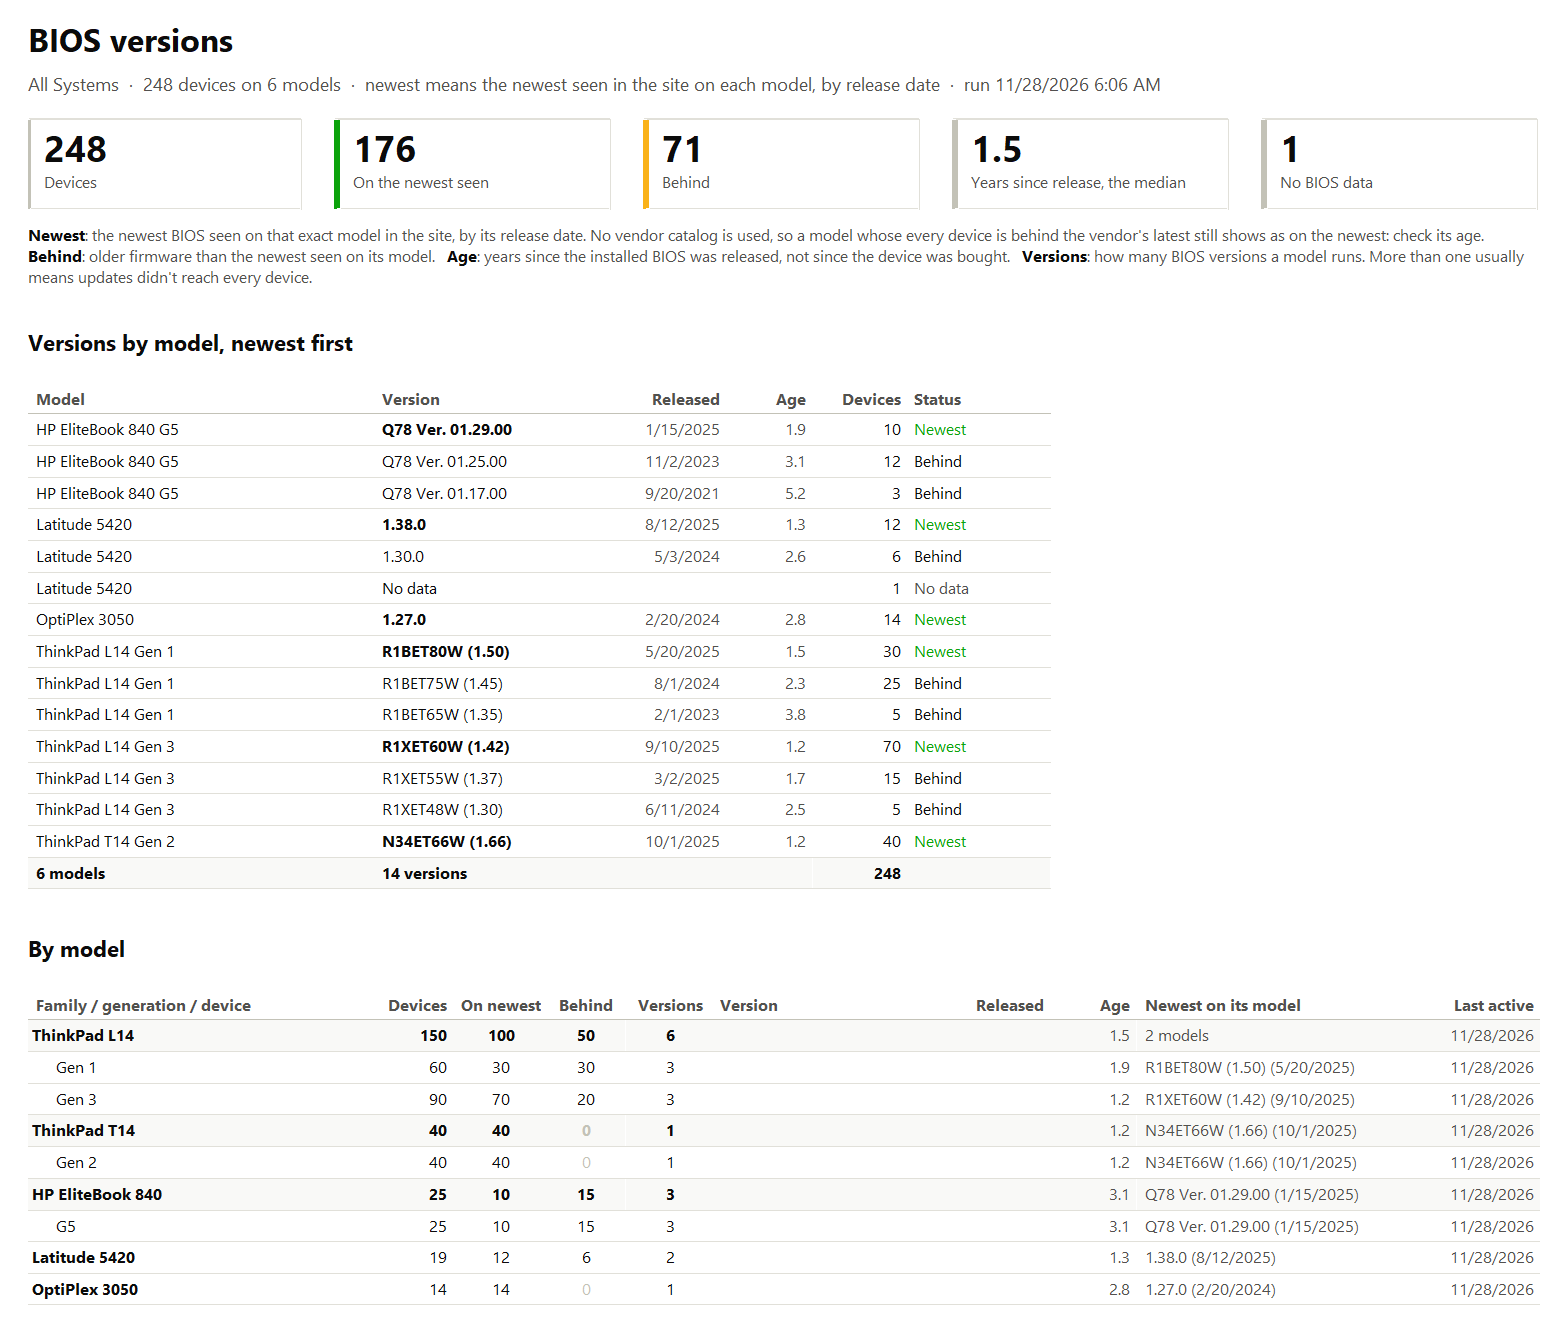 BIOS versions
All Systems · 248 devices on 6 models · newest means the newest seen in the site on each model, by release date · run 11/28/2026 6:06 AM
248 176 71 1.5 1
Devices On the newest seen Behind Years since release, the median No BIOS data
Newest: the newest BIOS seen on that exact model in the site, by its release date. No vendor catalog is used, so a model whose every device is behind the vendor's latest still shows as on the newest: check its age.
Behind: older firmware than the newest seen on its model. Age: years since the installed BIOS was released, not since the device was bought. Versions: how many BIOS versions a model runs. More than one usually
means updates didn't reach every device.
Versions by model, newest first
Model Version Released Age Devices Status
HP EliteBook 840 G5 Q78 Ver. 01.29.00 1/15/2025 1.9 10 Newest
HP EliteBook 840 G5 Q78 Ver. 01.25.00 11/2/2023 3.1 12 Behind
HP EliteBook 840 G5 Q78 Ver. 01.17.00 9/20/2021 5.2 3 Behind
Latitude 5420 1.38.0 8/12/2025 1.3 12 Newest
Latitude 5420 1.30.0 5/3/2024 2.6 6 Behind
Latitude 5420 No data 1 No data
OptiPlex 3050 1.27.0 2/20/2024 2.8 14 Newest
ThinkPad L14 Gen 1 R1BET80W (1.50) 5/20/2025 1.5 30 Newest
ThinkPad L14 Gen 1 R1BET75W (1.45) 8/1/2024 2.3 25 Behind
ThinkPad L14 Gen 1 R1BET65W (1.35) 2/1/2023 3.8 5 Behind
ThinkPad L14 Gen 3 R1XET60W (1.42) 9/10/2025 1.2 70 Newest
ThinkPad L14 Gen 3 R1XET55W (1.37) 3/2/2025 1.7 15 Behind
ThinkPad L14 Gen 3 R1XET48W (1.30) 6/11/2024 2.5 5 Behind
ThinkPad T14 Gen 2 N34ET66W (1.66) 10/1/2025 1.2 40 Newest
6 models 14 versions 248
By model
Family / generation / device Devices On newest Behind Versions Version Released Age Newest on its model Last active
ThinkPad L14 150 100 50 6 1.5 2 models 11/28/2026
Gen 1 60 30 30 3 1.9 R1BET80W (1.50) (5/20/2025) 11/28/2026
Gen 3 90 70 20 3 1.2 R1XET60W (1.42) (9/10/2025) 11/28/2026
ThinkPad T14 40 40 0 1 1.2 N34ET66W (1.66) (10/1/2025) 11/28/2026
Gen 2 40 40 0 1 1.2 N34ET66W (1.66) (10/1/2025) 11/28/2026
HP EliteBook 840 25 10 15 3 3.1 Q78 Ver. 01.29.00 (1/15/2025) 11/28/2026
G5 25 10 15 3 3.1 Q78 Ver. 01.29.00 (1/15/2025) 11/28/2026
Latitude 5420 19 12 6 2 1.3 1.38.0 (8/12/2025) 11/28/2026
OptiPlex 3050 14 14 0 1 2.8 1.27.0 (2/20/2024) 11/28/2026